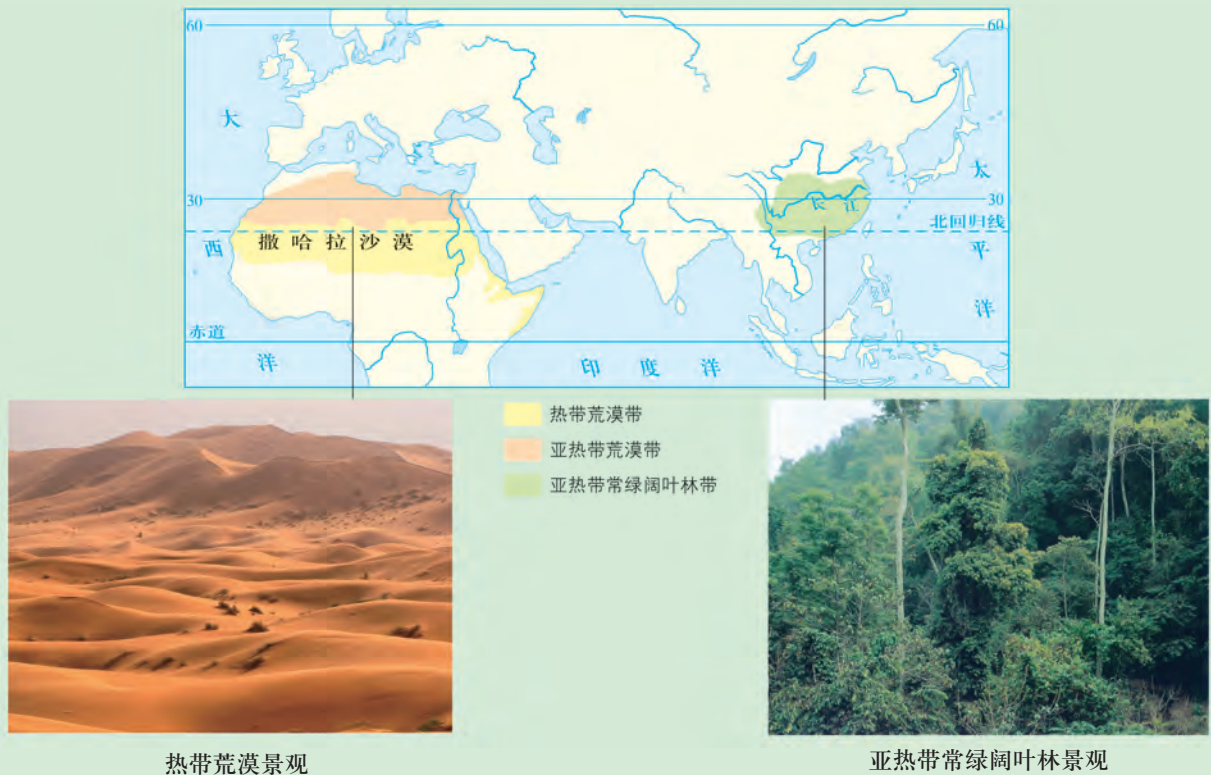 60
60
大
太
30
30
长江
北回归线
西
撒哈拉沙漠
平
洋
赤道
洋
印度洋
热带荒漠带
亚热带荒漠带
亚热带常绿阔叶林带
热带荒漠景观
亚热带常绿阔叶林景观